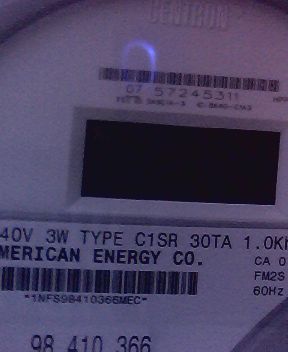 CENTRON
07 57245311
40V 3W TYPE C1SR 30TA 1.0Kh
MERICAN ENERGY CO.
CA 0
FM2S
60Hz
*1NFS98410366MEC*
98 410 366